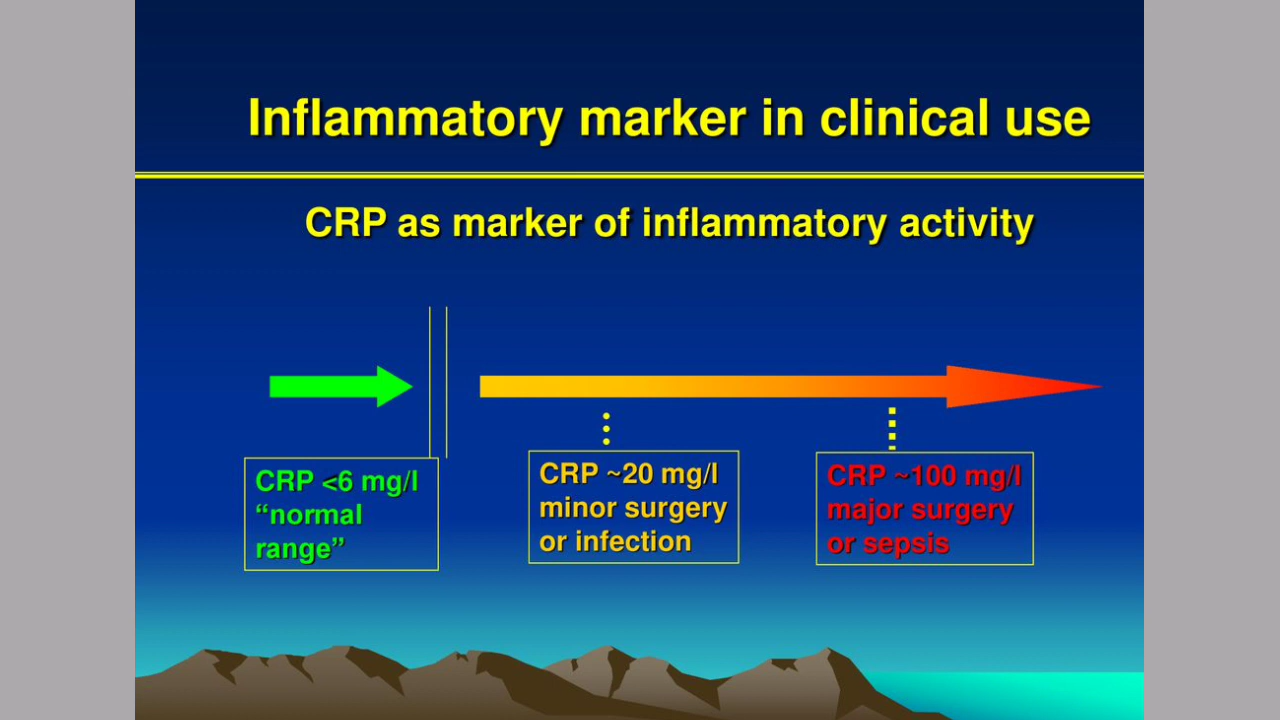 Inflammatory marker in clinical use
CRP as marker of inflammatory activity
CRP <6 mg/l
“normal
range”
CRP ~20 mg/l
minor surgery
or infection
CRP ~100 mg/l
major surgery
or sepsis